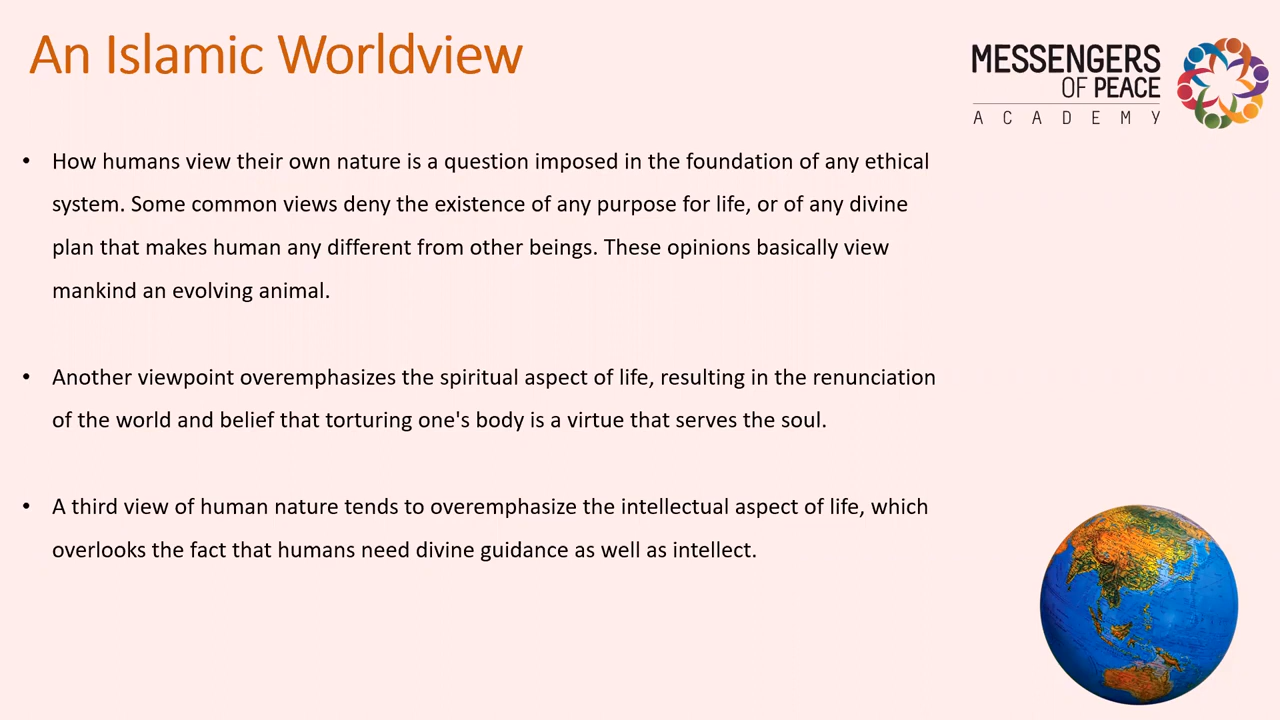 An Islamic Worldview
MESSENGERS
OF PEACE
ACADEMY
• How humans view their own nature is a question imposed in the foundation of any ethical
system. Some common views deny the existence of any purpose for life, or of any divine
plan that makes human any different from other beings. These opinions basically view
mankind an evolving animal.
• Another viewpoint overemphasizes the spiritual aspect of life, resulting in the renunciation
of the world and belief that torturing one's body is a virtue that serves the soul.
• A third view of human nature tends to overemphasize the intellectual aspect of life, which
overlooks the fact that humans need divine guidance as well as intellect.